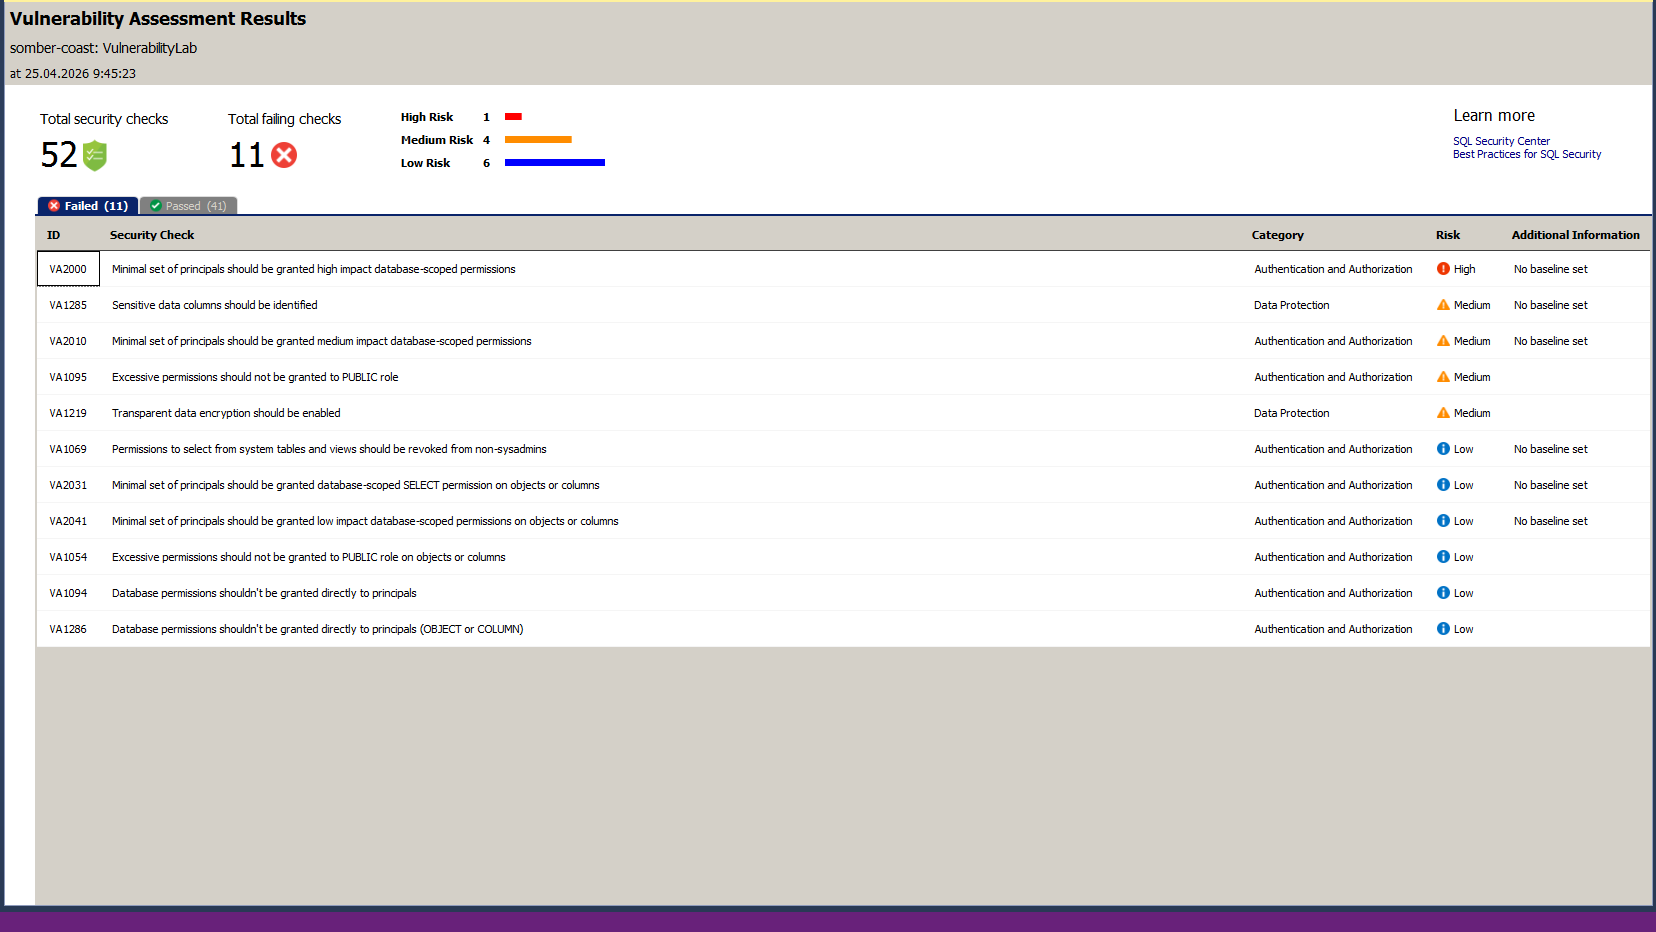 Vulnerability Assessment Results
somber-coast: VulnerabilityLab
at 25.04.2026 9:45:23
Total security checks
52
Total failing checks
11
High Risk 1
Medium Risk 4
Low Risk 6
Learn more
SQL Security Center
Best Practices for SQL Security
Failed (11) Passed (41)
ID Security Check Category Risk Additional Information
VA2000 Minimal set of principals should be granted high impact database-scoped permissions Authentication and Authorization High No baseline set
VA1285 Sensitive data columns should be identified Data Protection Medium No baseline set
VA2010 Minimal set of principals should be granted medium impact database-scoped permissions Authentication and Authorization Medium No baseline set
VA1095 Excessive permissions should not be granted to PUBLIC role Authentication and Authorization Medium
VA1219 Transparent data encryption should be enabled Data Protection Medium
VA1069 Permissions to select from system tables and views should be revoked from non-sysadmins Authentication and Authorization Low No baseline set
VA2031 Minimal set of principals should be granted database-scoped SELECT permission on objects or columns Authentication and Authorization Low No baseline set
VA2041 Minimal set of principals should be granted low impact database-scoped permissions on objects or columns Authentication and Authorization Low No baseline set
VA1054 Excessive permissions should not be granted to PUBLIC role on objects or columns Authentication and Authorization Low
VA1094 Database permissions shouldn't be granted directly to principals Authentication and Authorization Low
VA1286 Database permissions shouldn't be granted directly to principals (OBJECT or COLUMN) Authentication and Authorization Low